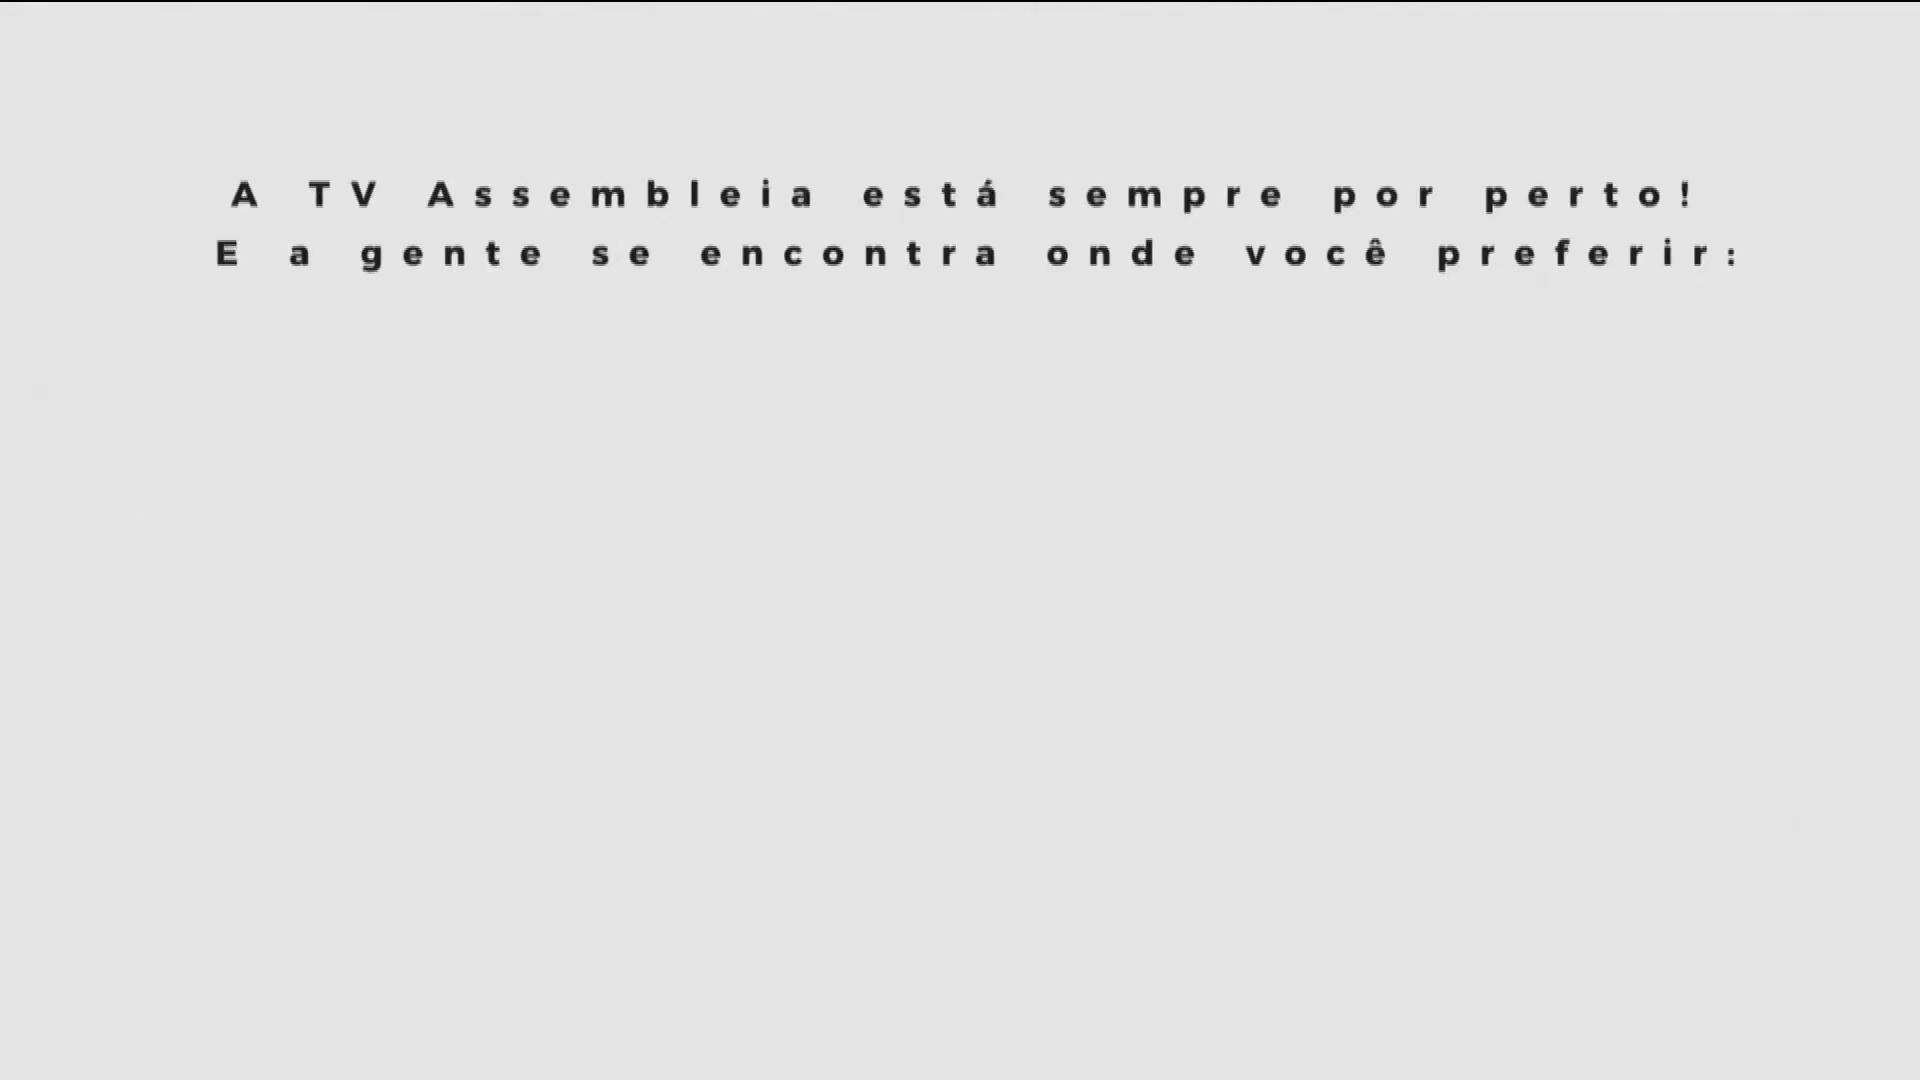 A TV Assembleia está sempre por perto!
E a gente se encontra onde você preferir: